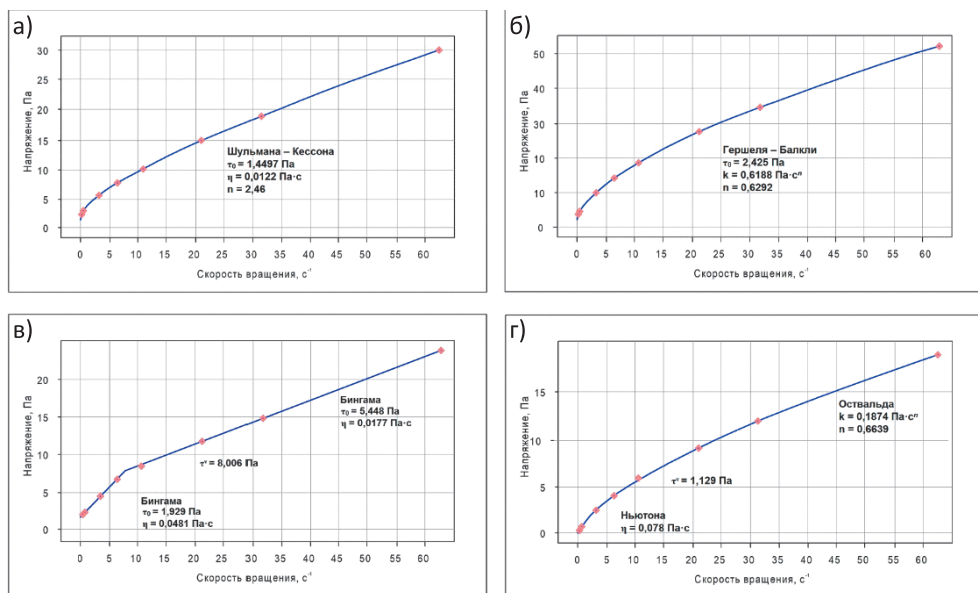 а)
Напряжение, Па
30
25
20
15
10
5
0
Шульмана – Кессона
τ₀ = 1,4497 Па
η = 0,0122 Па·с
n = 2,46
0 5 10 15 20 25 30 35 40 45 50 55 60
Скорость вращения, с⁻¹
б)
Напряжение, Па
50
40
30
10
10
0
Гершеля – Балкли
τ₀ = 2,425 Па
k = 0,6188 Па·сⁿ
n = 0,6292
0 5 10 15 20 25 30 35 40 45 50 55 60
Скорость вращения, с⁻¹
в)
Напряжение, Па
20
15
10
5
0
Бингама
τ₀ = 5,448 Па
η = 0,0177 Па·с
τᵛ = 8,006 Па
Бингама
τ₀ = 1,929 Па
η = 0,0481 Па·с
0 5 10 15 20 25 30 35 40 45 50 55 60
Скорость вращения, с⁻¹
г)
Напряжение, Па
15
10
5
0
Оствальда
k = 0,1874 Па·сⁿ
n = 0,6639
= 1,129 Па
Ньютона
η = 0,078 Па·с
0 5 10 15 20 25 30 35 40 45 50 55 60
Скорость вращения, с⁻¹